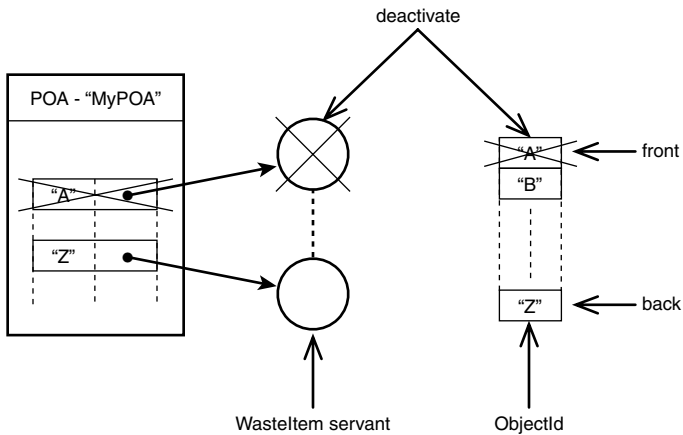 deactivate
POA - “MyPOA”
“A”
“Z”
“A”
“B”
“Z”
front
back
WasteItem servant
ObjectId